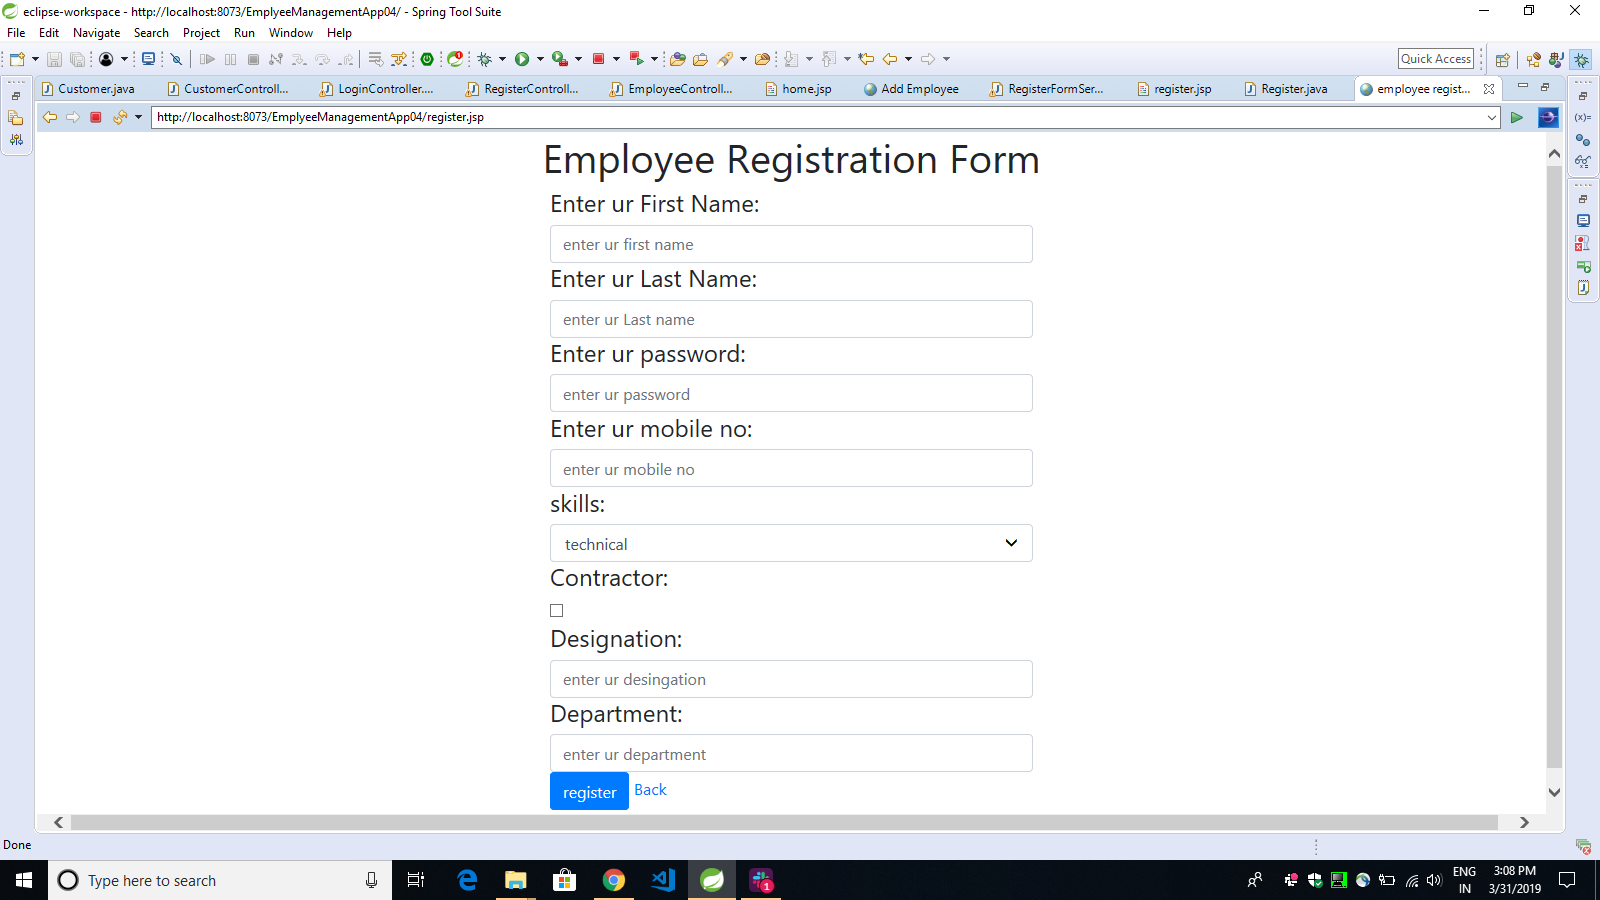 eclipse-workspace - http://localhost:8073/EmplyeeManagementApp04/ - Spring Tool Suite
File Edit Navigate Search Project Run Window Help
Quick Access
Customer.java CustomerControll... LoginController.... RegisterControll... EmployeeControll... home.jsp Add Employee RegisterFormSer... register.jsp Register.java employee regist...
http://localhost:8073/EmplyeeManagementApp04/register.jsp
Employee Registration Form
Enter ur First Name:
enter ur first name
Enter ur Last Name:
enter ur Last name
Enter ur password:
enter ur password
Enter ur mobile no:
enter ur mobile no
skills:
technical
Contractor:
Designation:
enter ur desingation
Department:
enter ur department
register Back
Done
Type here to search
1
ENG
IN
3:08 PM
3/31/2019